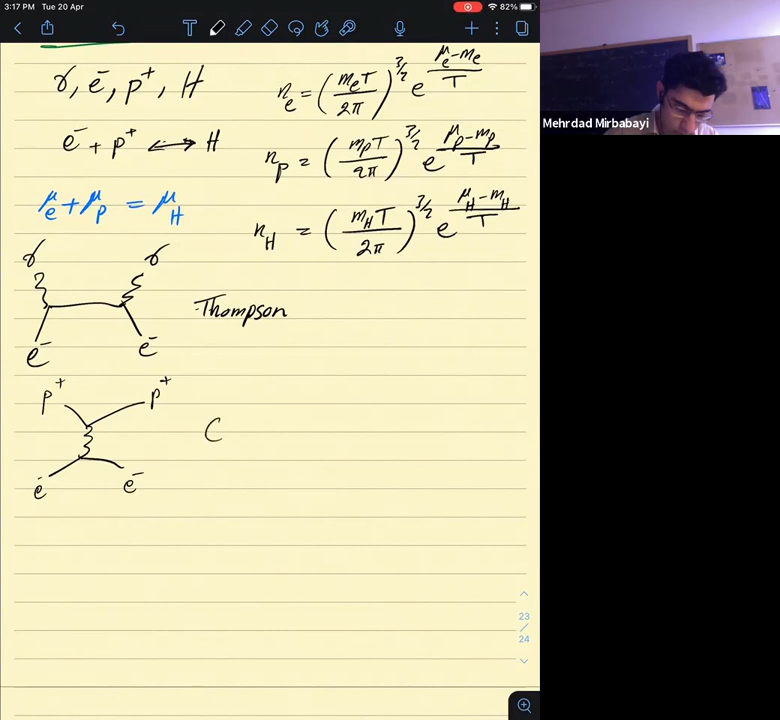 3:17 PM Tue 20 Apr
82%
γ, e⁻, p⁺, H
n_e = (m_e T / 2π)^{3/2} e^{(μ_e − m_e)/T}
e⁻ + p⁺ ⟷ H
n_p = (m_p T / 2π)^{3/2} e^{(μ_p − m_p)/T}
μ_e + μ_p = μ_H
n_H = (m_H T / 2π)^{3/2} e^{(μ_H − m_H)/T}
γ γ
Thompson
e⁻ e⁻
p⁺ p⁺
C
e⁻ e⁻
23
/
24
Mehrdad Mirbabayi